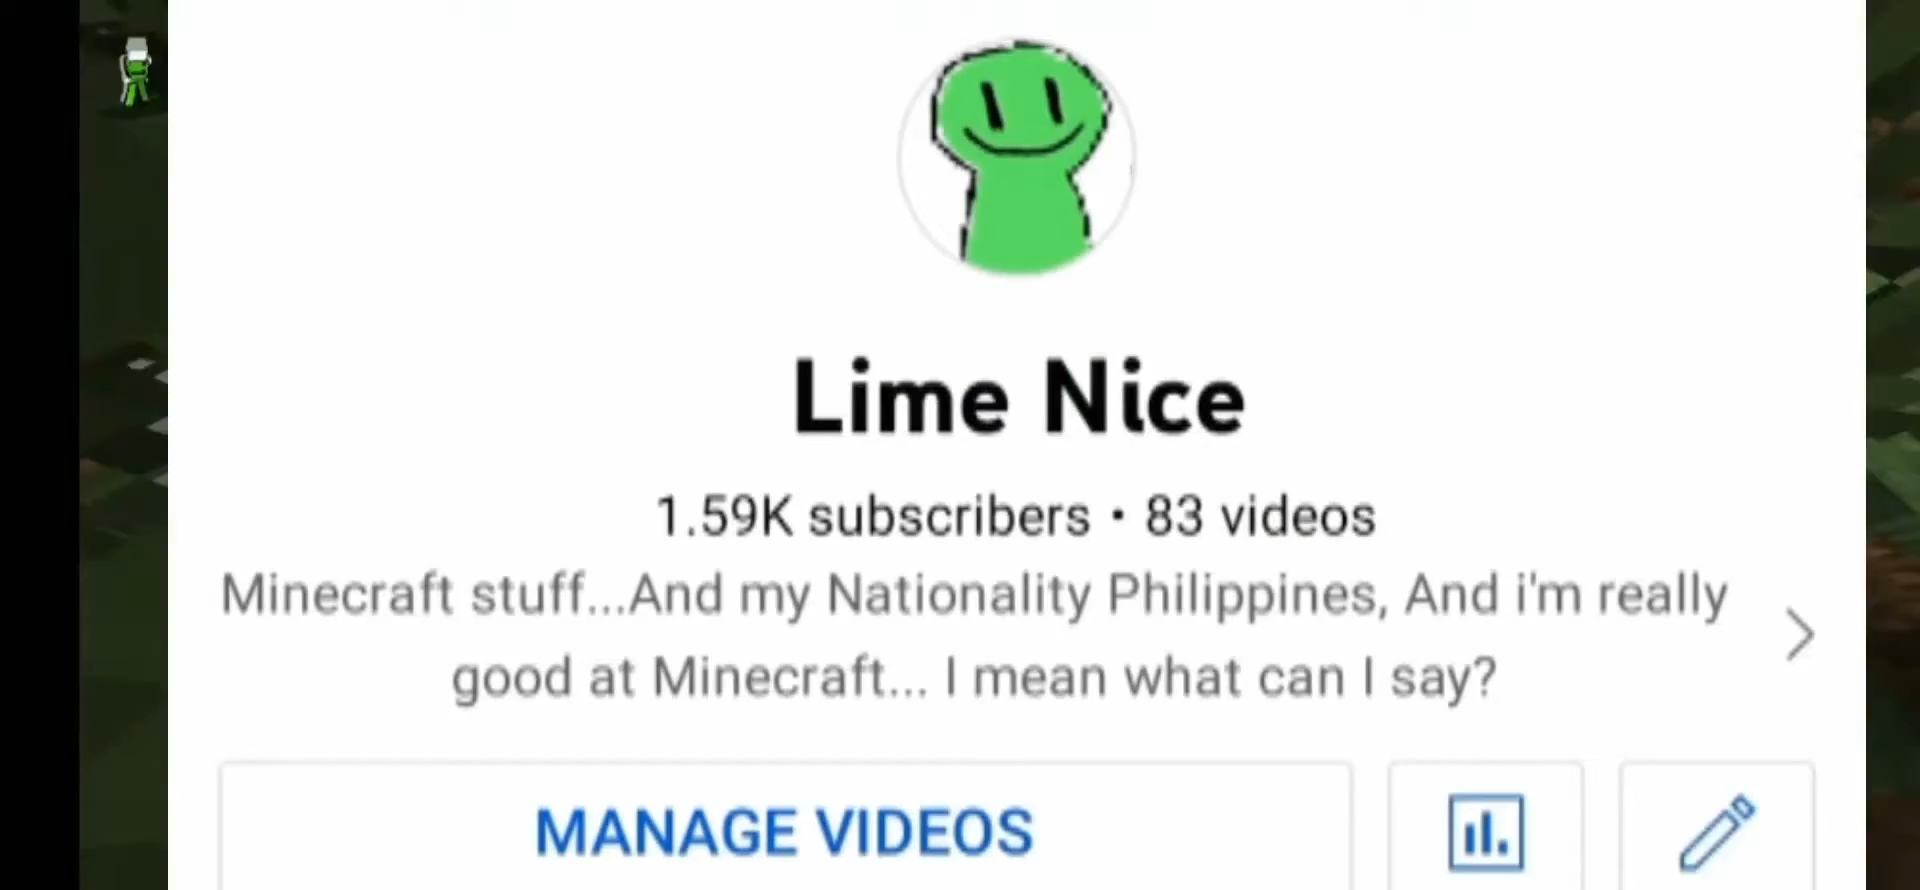 Lime Nice
1.59K subscribers • 83 videos
Minecraft stuff...And my Nationality Philippines, And i'm really
good at Minecraft... I mean what can I say?
MANAGE VIDEOS